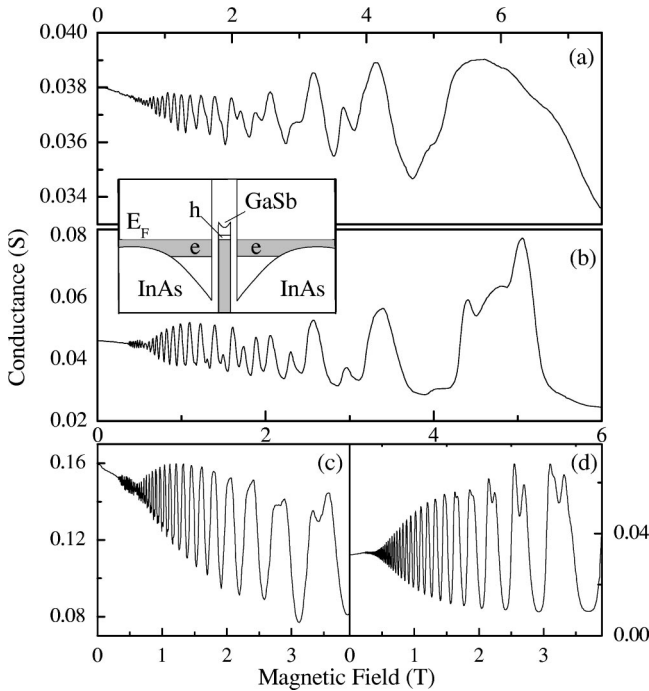 0 2 4 6
0.040
(a)
0.038
0.036
0.034
GaSb
h
E_F
e e
InAs InAs
0.08
(b)
0.06
0.04
0.02
0 2 4 6
Conductance (S)
0.16
(c) (d)
0.12
0.04
0.08
0.00
0 1 2 3 0 1 2 3
Magnetic Field (T)